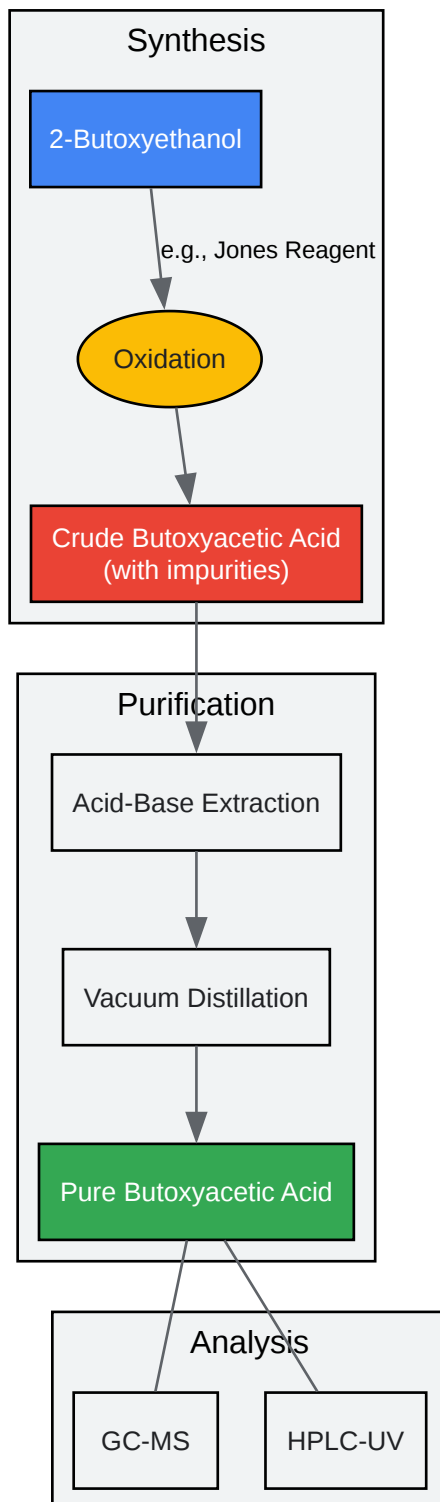 Synthesis
2-Butoxyethanol
e.g., Jones Reagent
Oxidation
Crude Butoxyacetic Acid
(with impurities)
Purification
Acid-Base Extraction
Vacuum Distillation
Pure Butoxyacetic Acid
Analysis
GC-MS
HPLC-UV